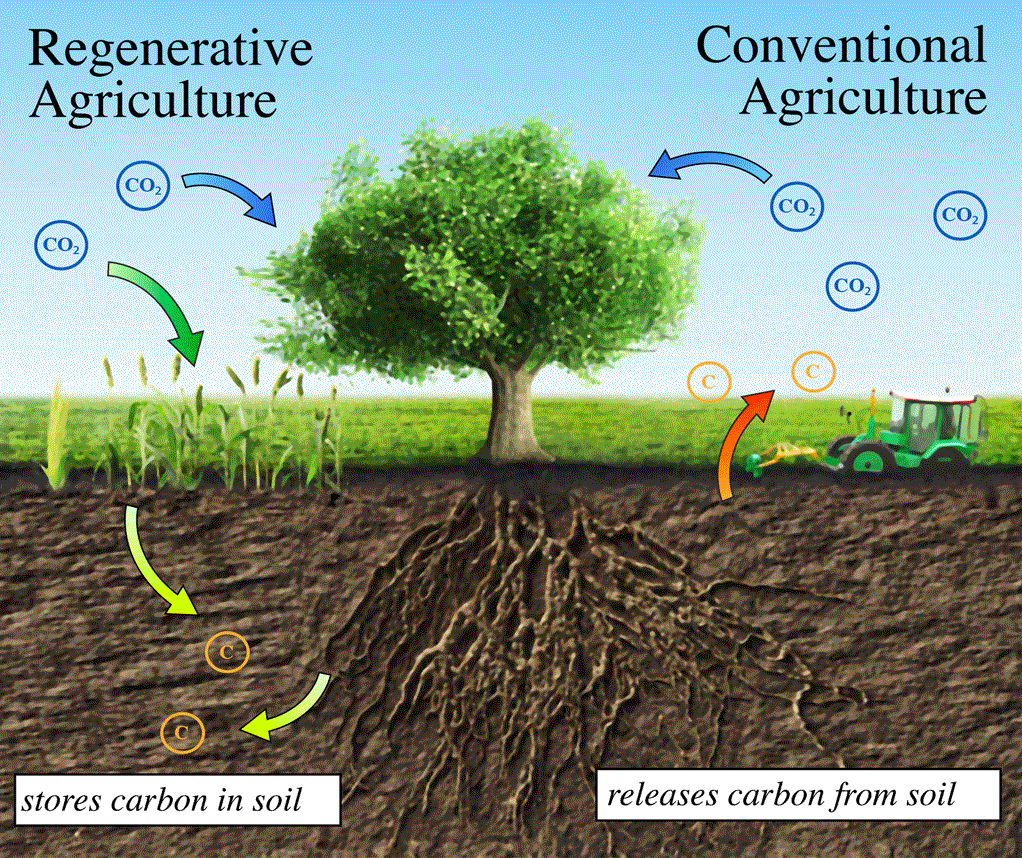 Regenerative
Agriculture
Conventional
Agriculture
CO₂
CO₂
CO₂
CO₂
CO₂
C
C
C
C
stores carbon in soil
releases carbon from soil